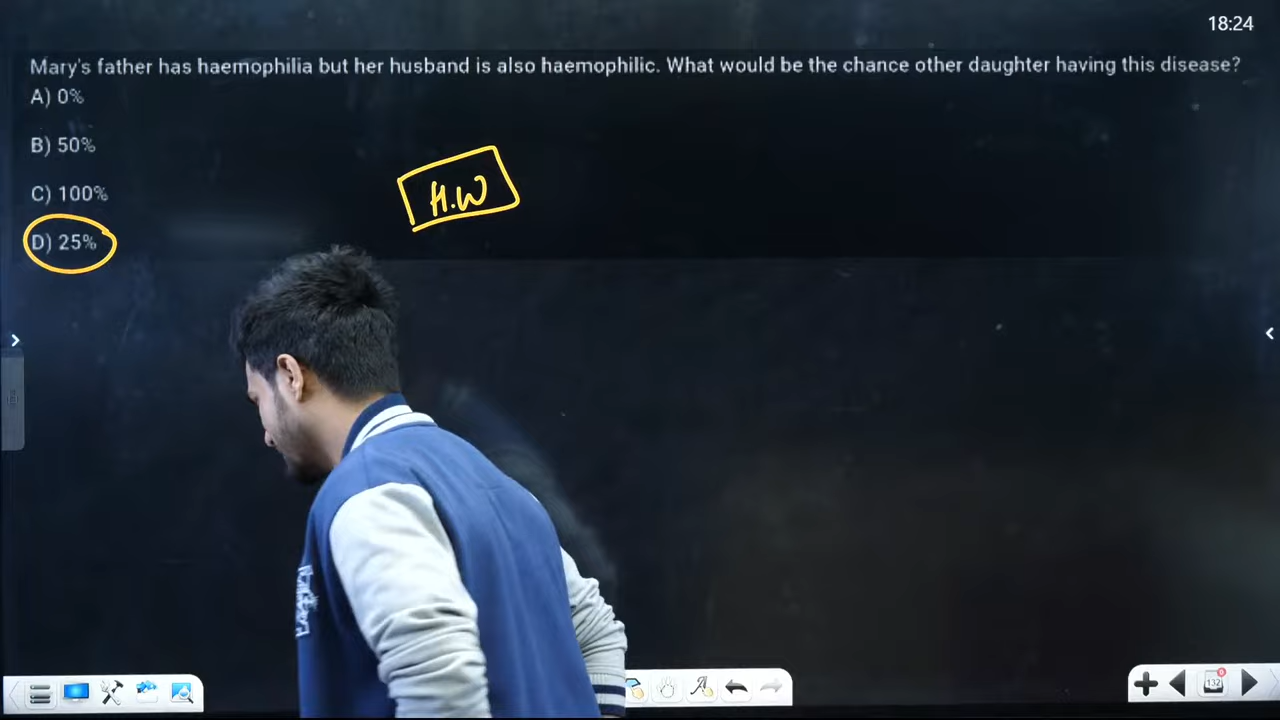 18:24
Mary's father has haemophilia but her husband is also haemophilic. What would be the chance other daughter having this disease?
A) 0%
B) 50%
C) 100%
D) 25%
H.W
132